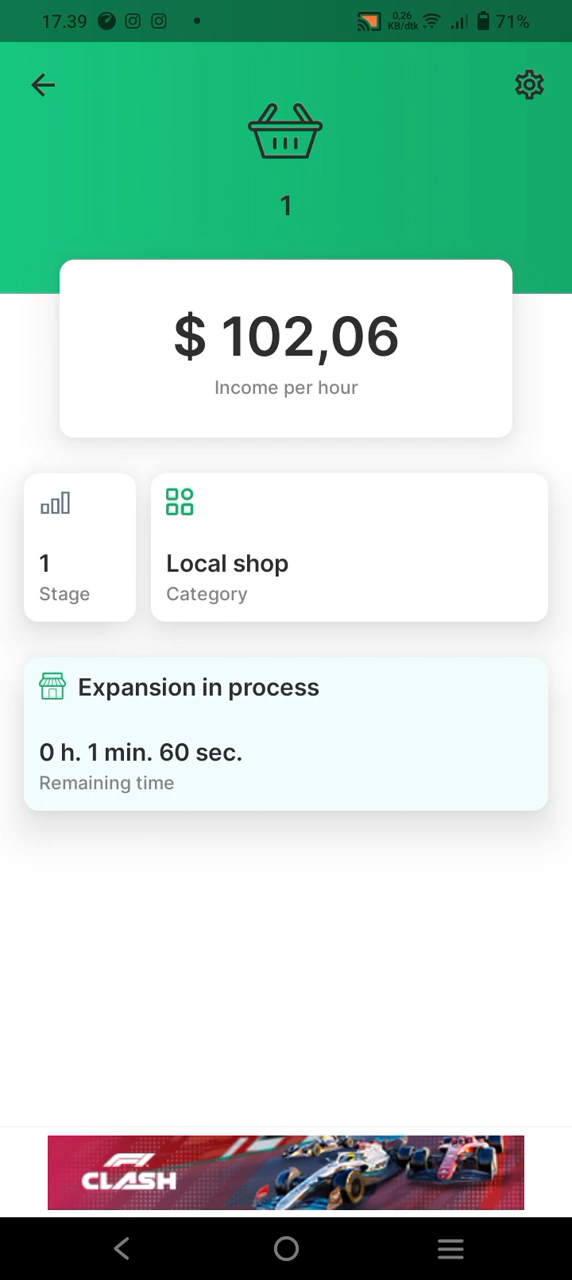 17.39
0,26
KB/dtk
71%
1
$ 102,06
Income per hour
1
Stage
Local shop
Category
Expansion in process
0 h. 1 min. 60 sec.
Remaining time
F1
CLASH